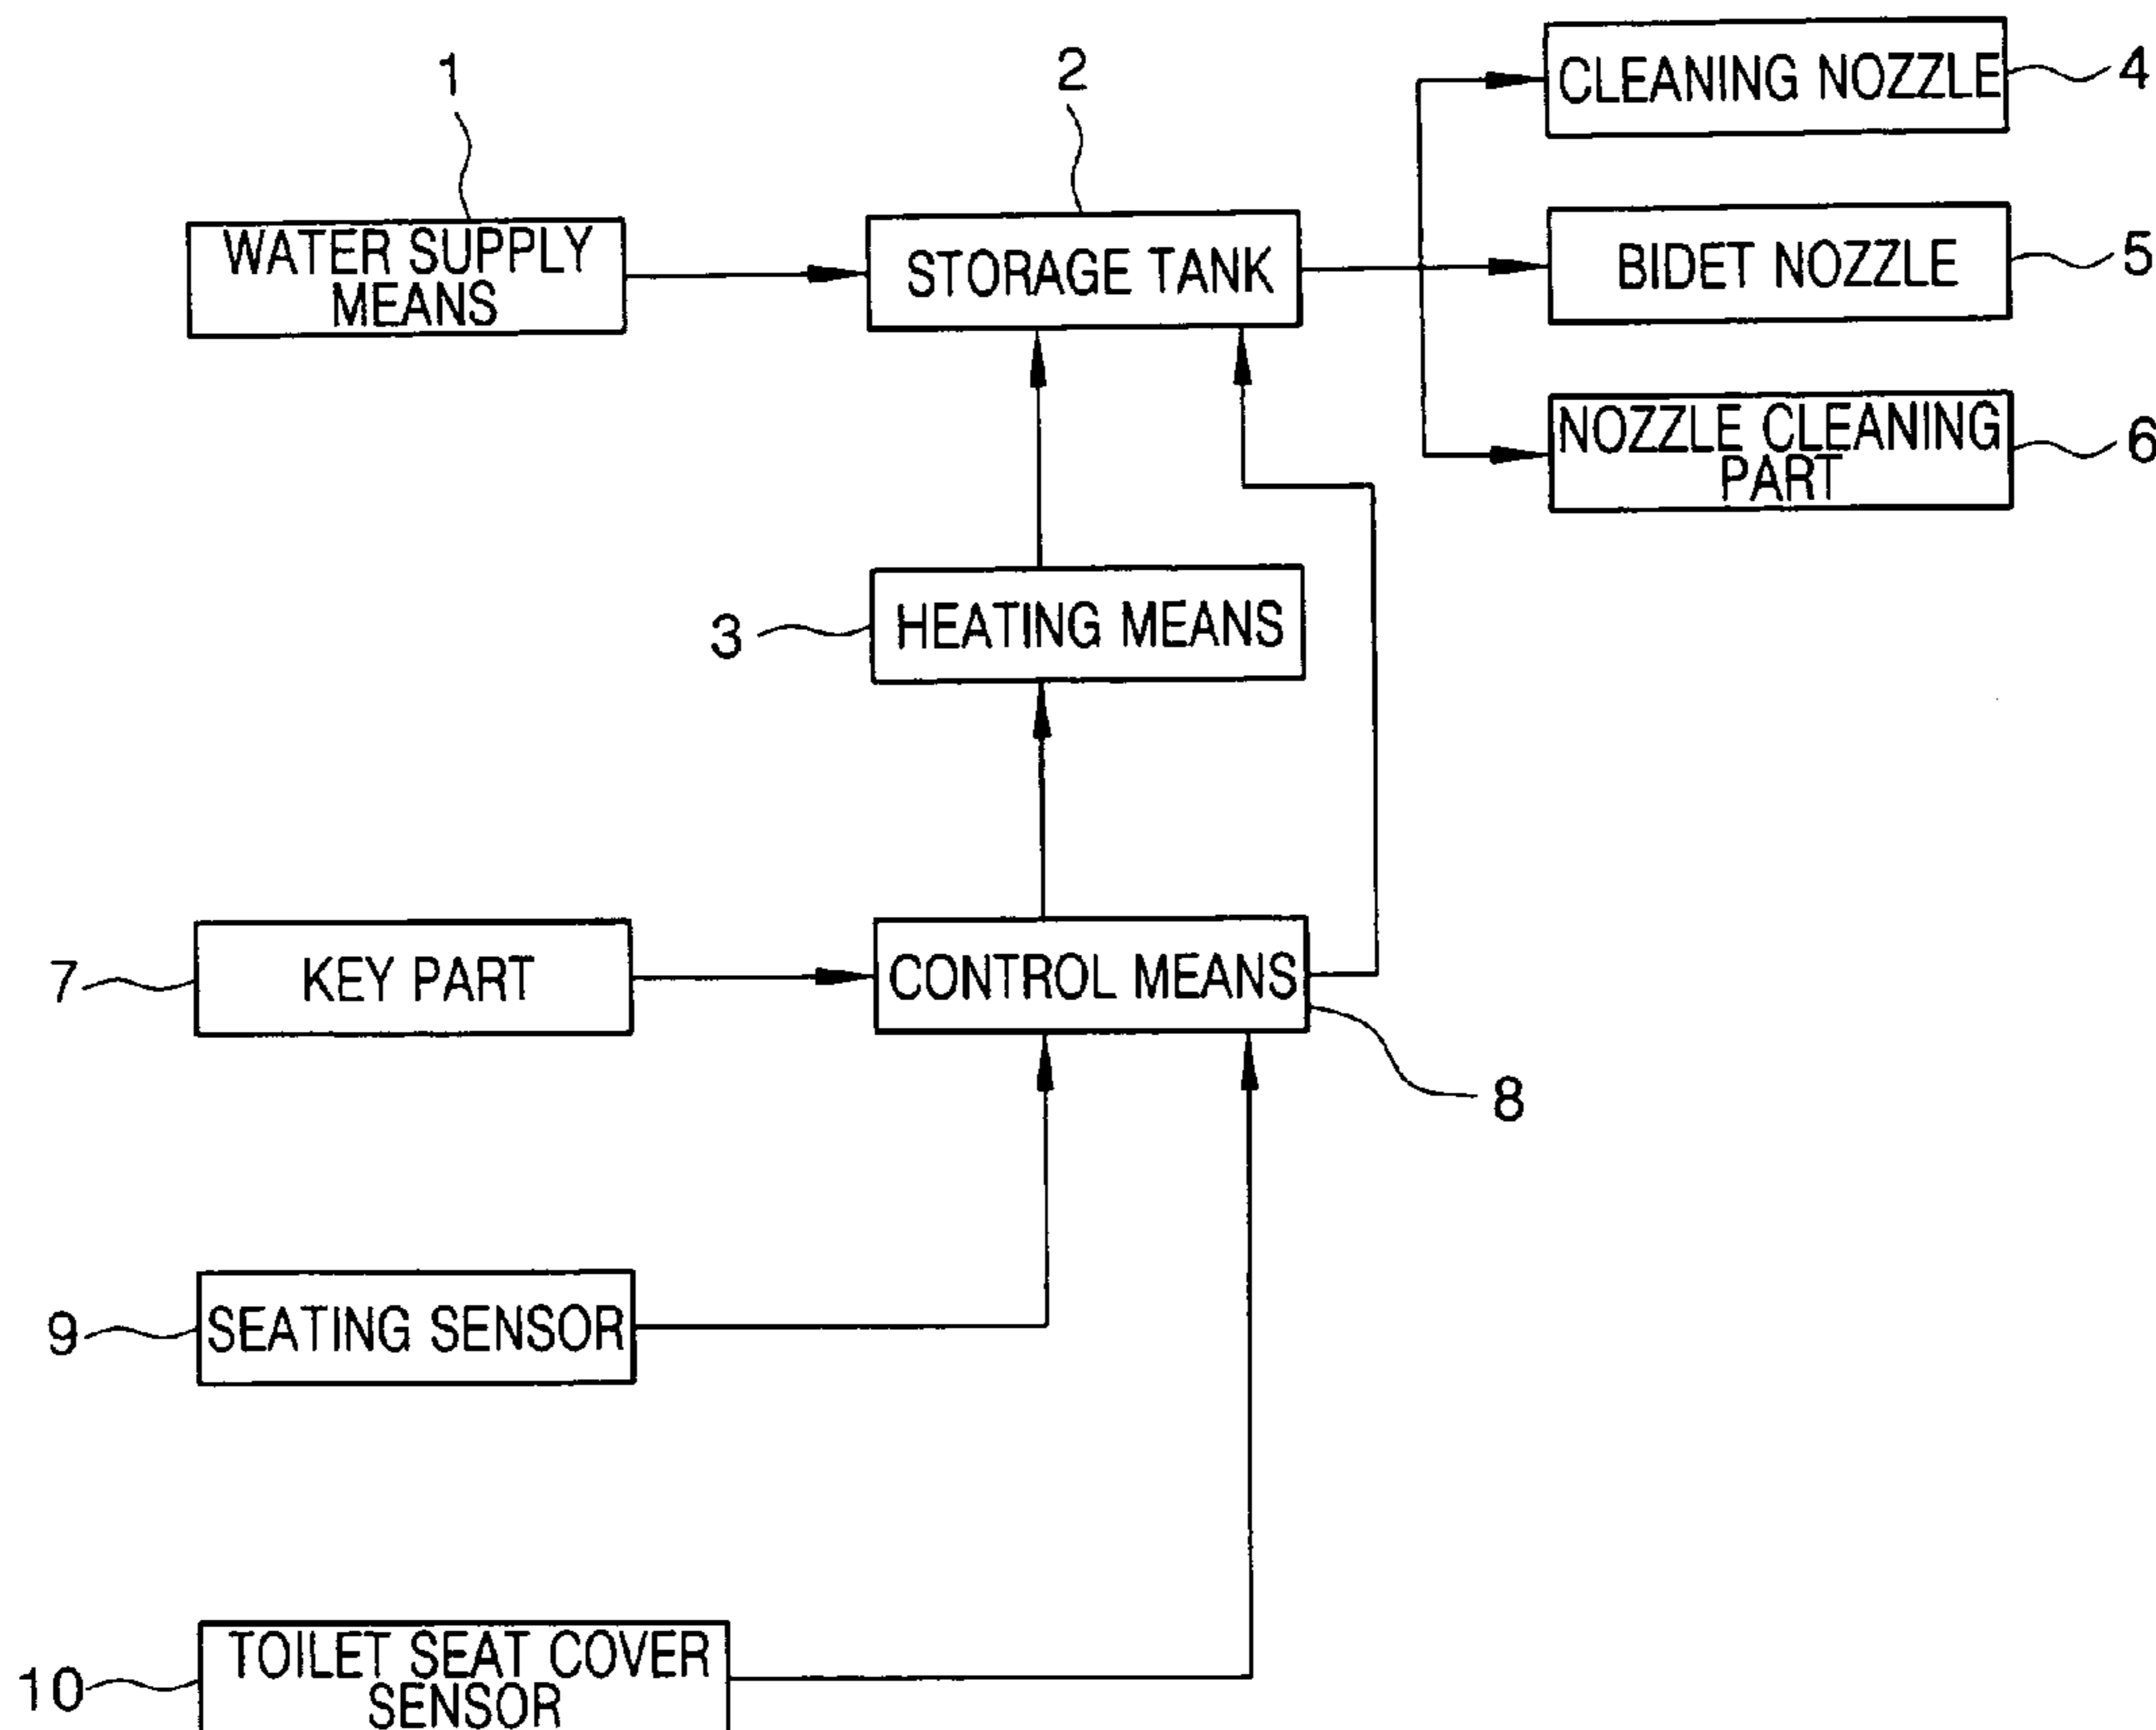 1
2
CLEANING NOZZLE
4
WATER SUPPLY
MEANS
STORAGE TANK
BIDET NOZZLE
5
NOZZLE CLEANING
PART
6
3
HEATING MEANS
7
KEY PART
CONTROL MEANS
8
9
SEATING SENSOR
10
TOILET SEAT COVER
SENSOR